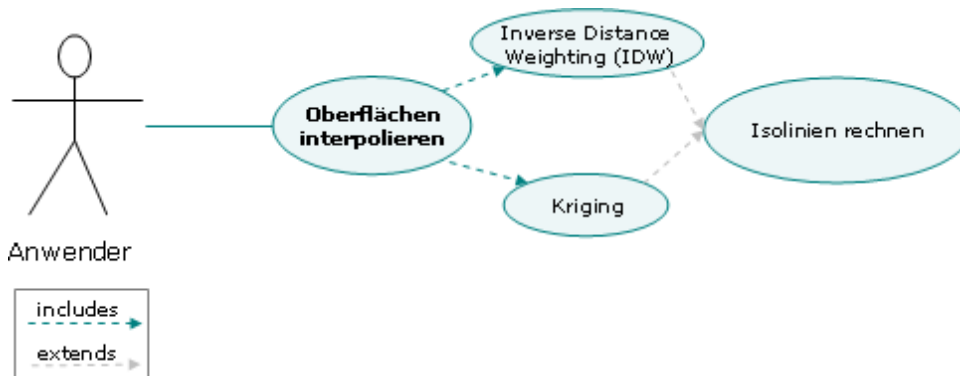 Inverse Distance
Weighting (IDW)
Oberflächen
interpolieren
Isolinien rechnen
Kriging
Anwender
includes
extends